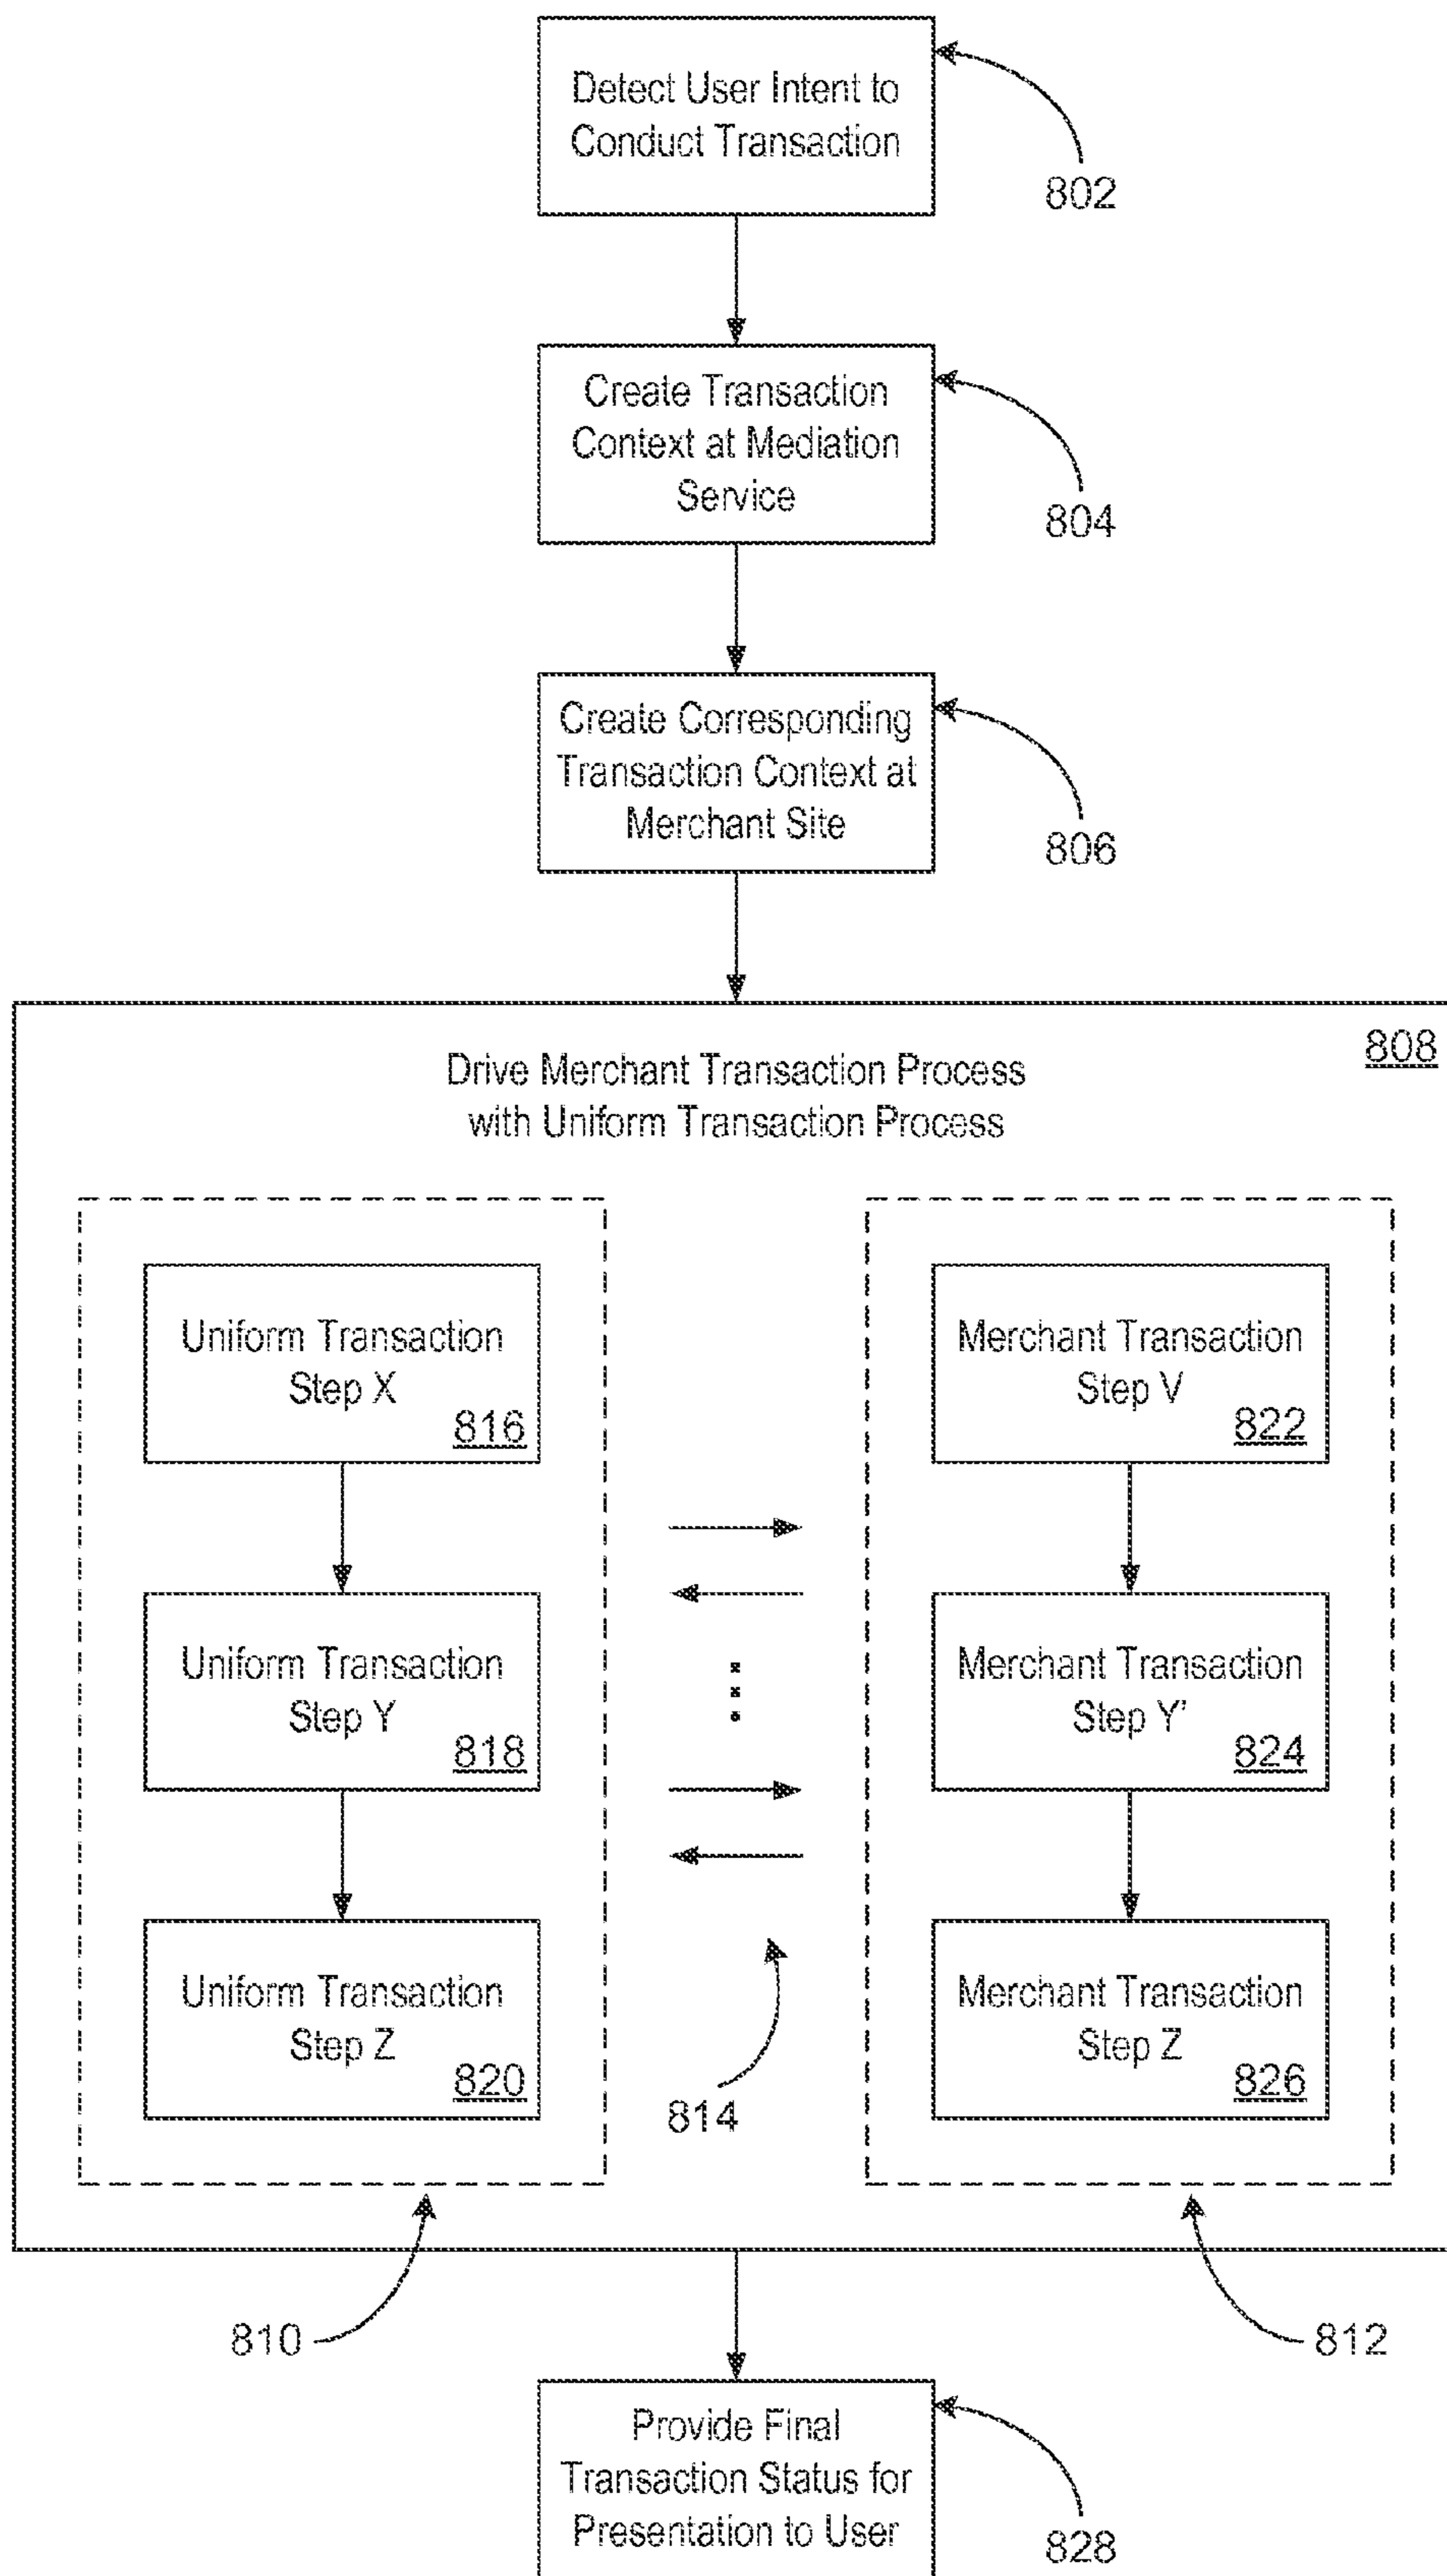 Detect User Intent to
Conduct Transaction
802
Create Transaction
Context at Mediation
Service
804
Create Corresponding
Transaction Context at
Merchant Site
806
808
Drive Merchant Transaction Process
with Uniform Transaction Process
Uniform Transaction
Step X
816
Merchant Transaction
Step V
822
Uniform Transaction
Step Y
818
Merchant Transaction
Step Y'
824
Uniform Transaction
Step Z
820
Merchant Transaction
Step Z
826
814
810
812
Provide Final
Transaction Status for
Presentation to User
828